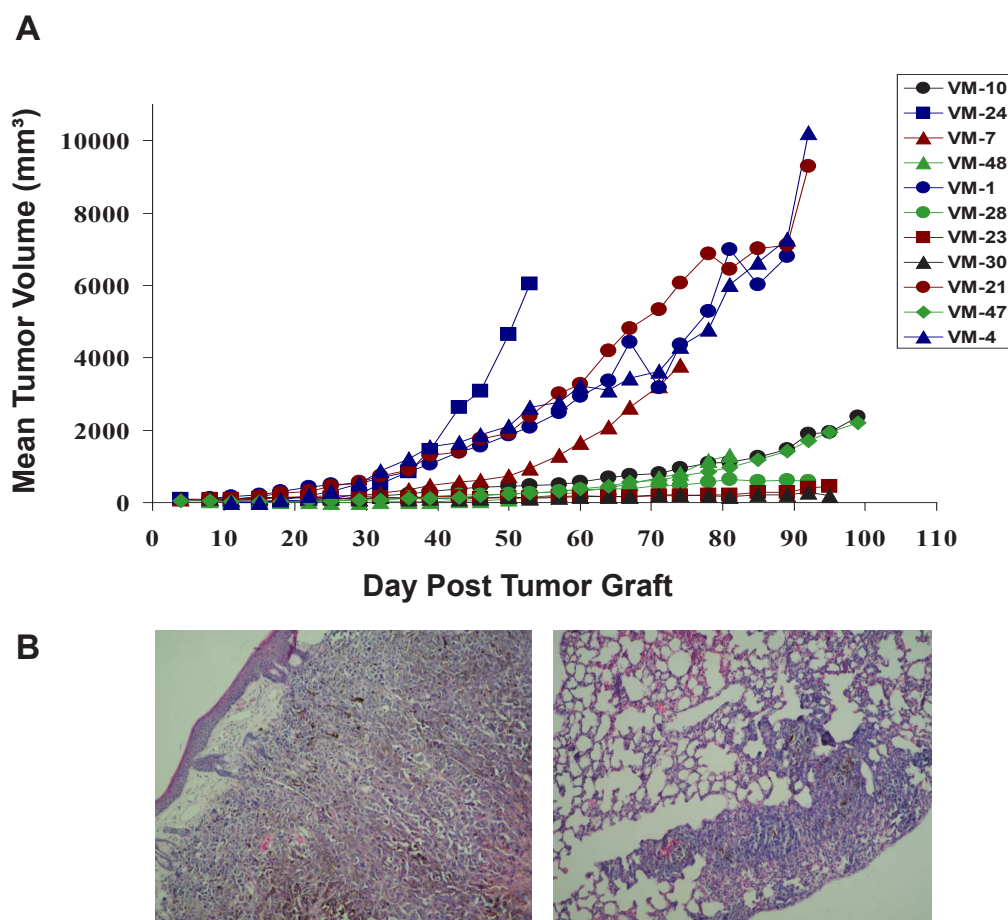 A
Mean Tumor Volume (mm³)
10000
8000
6000
4000
2000
0
0 10 20 30 40 50 60 70 80 90 100 110
Day Post Tumor Graft
VM-10
VM-24
VM-7
VM-48
VM-1
VM-28
VM-23
VM-30
VM-21
VM-47
VM-4
B